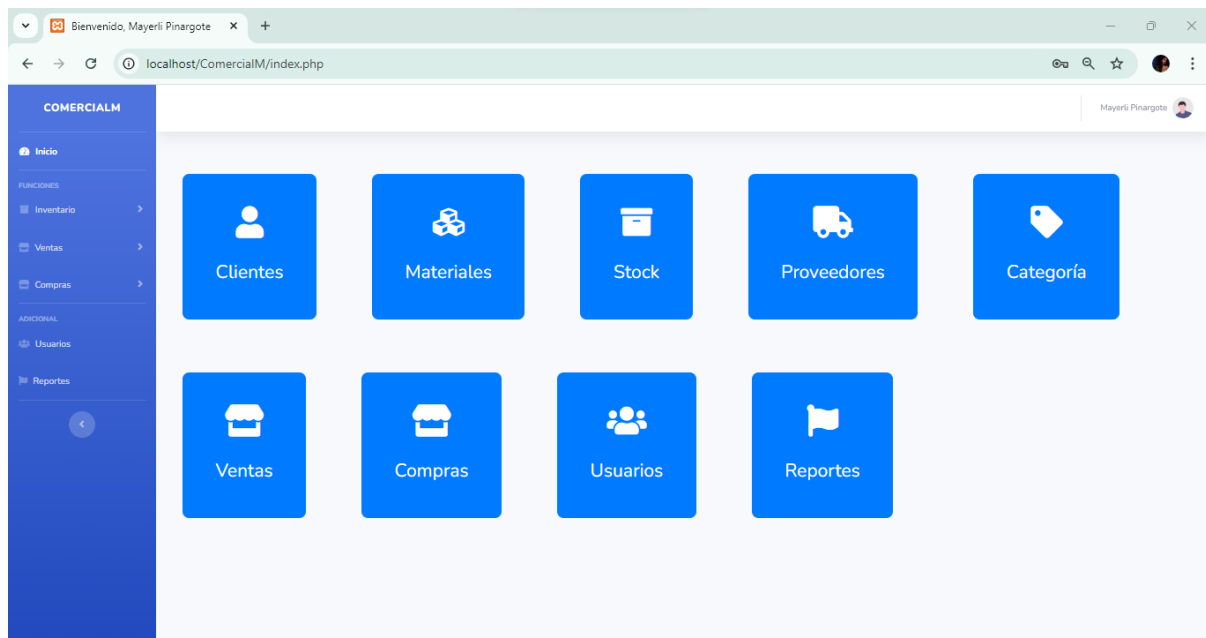 Bienvenido, Mayerli Pinargote
localhost/ComercialM/index.php
COMERCIALM
Mayerli Pinargote
Inicio
FUNCIONES
Inventario
Ventas
Compras
ADICIONAL
Usuarios
Reportes
Clientes
Materiales
Stock
Proveedores
Categoría
Ventas
Compras
Usuarios
Reportes